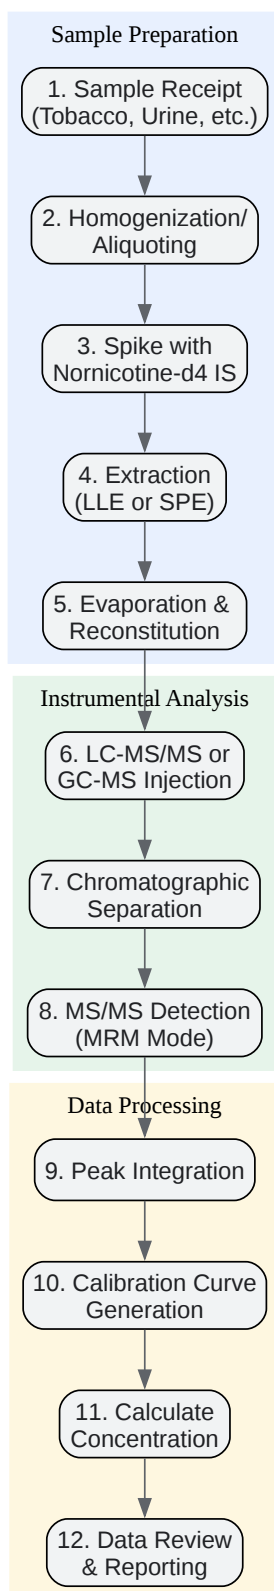 Sample Preparation
1. Sample Receipt
(Tobacco, Urine, etc.)
2. Homogenization/
Aliquoting
3. Spike with
Nornicotine-d4 IS
4. Extraction
(LLE or SPE)
5. Evaporation &
Reconstitution
Instrumental Analysis
6. LC-MS/MS or
GC-MS Injection
7. Chromatographic
Separation
8. MS/MS Detection
(MRM Mode)
Data Processing
9. Peak Integration
10. Calibration Curve
Generation
11. Calculate
Concentration
12. Data Review
& Reporting